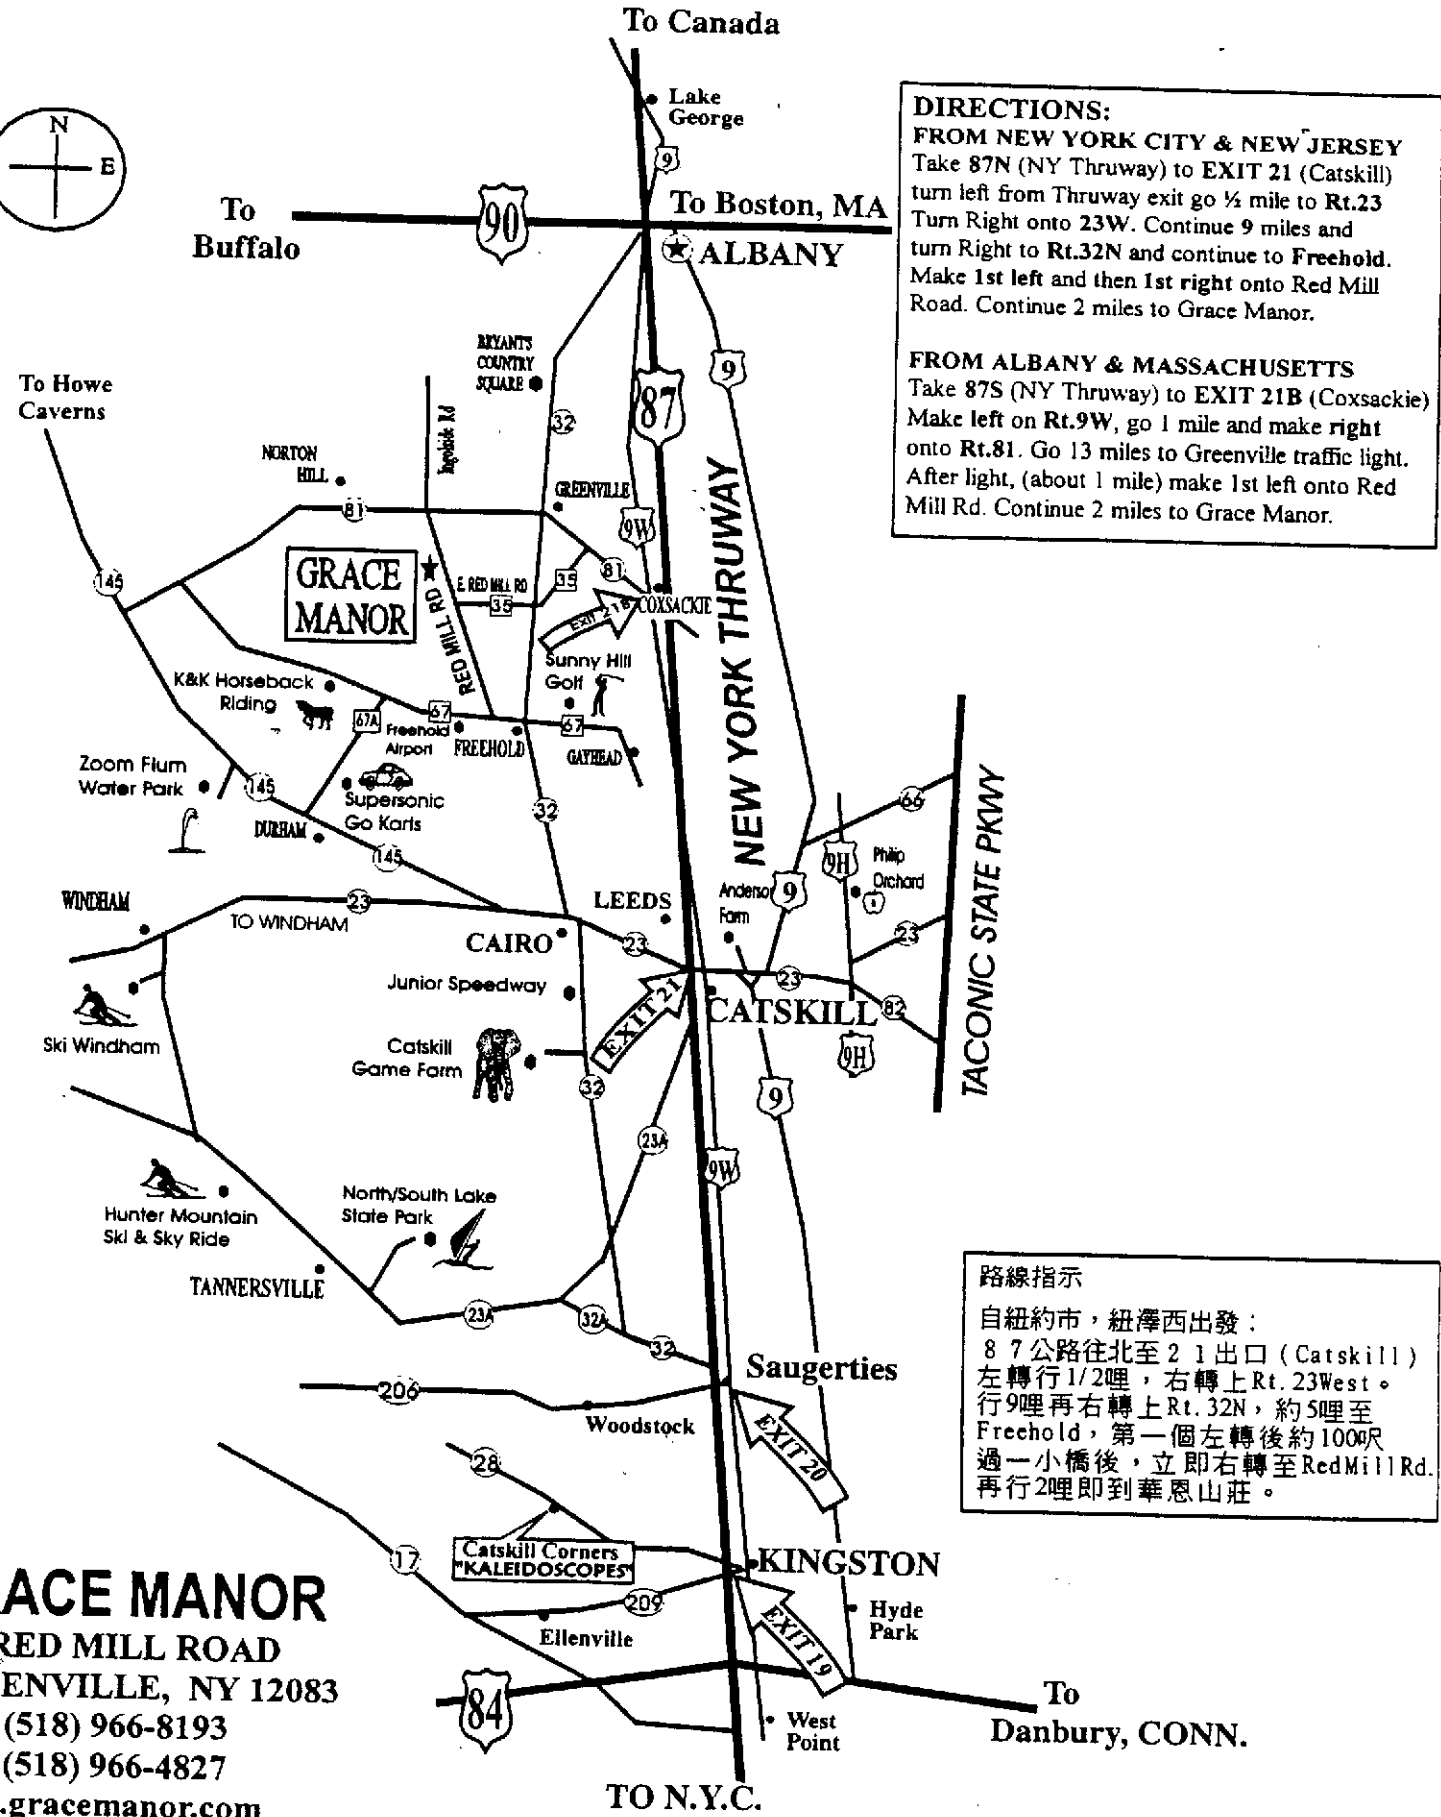 To Canada
Lake
George
9
N
E
To
Buffalo
90
To Boston, MA
ALBANY
DIRECTIONS:
FROM NEW YORK CITY & NEW JERSEY
Take 87N (NY Thruway) to EXIT 21 (Catskill)
turn left from Thruway exit go ½ mile to Rt.23
Turn Right onto 23W. Continue 9 miles and
turn Right to Rt.32N and continue to Freehold.
Make 1st left and then 1st right onto Red Mill
Road. Continue 2 miles to Grace Manor.
FROM ALBANY & MASSACHUSETTS
Take 87S (NY Thruway) to EXIT 21B (Coxsackie)
Make left on Rt.9W, go 1 mile and make right
onto Rt.81. Go 13 miles to Greenville traffic light.
After light, (about 1 mile) make 1st left onto Red
Mill Rd. Continue 2 miles to Grace Manor.
BRYANTS
COUNTRY
SQUARE
9
87
To Howe
Caverns
32
NORTON
HILL
GREENVILLE
81
9W
NEW YORK THRUWAY
GRACE
MANOR
145
E. RED MILL RD
35
35
81
EXIT 21B
COXSACKIE
RED MILL RD
Sunny Hill
Golf
K&K Horseback
Riding
67A
67
Freehold
Airport
FREEHOLD
67
GAYHEAD
Zoom Flum
Water Park
145
Supersonic
Go Karts
32
DURHAM
145
66
9H
Philip
Orchard
TACONIC STATE PKWY
WINDHAM
23
TO WINDHAM
LEEDS
Anderso
Farm
9
CAIRO
23
23
Junior Speedway
EXIT 21
23
CATSKILL
82
Ski Windham
Catskill
Game Farm
9H
32
9
23A
9W
Hunter Mountain
Ski & Sky Ride
North/South Lake
State Park
TANNERSVILLE
23A
32A
32
Saugerties
206
Woodstock
EXIT 20
28
Catskill Corners
"KALEIDOSCOPES"
KINGSTON
17
209
Ellenville
EXIT 19
Hyde
Park
84
West
Point
To
Danbury, CONN.
TO N.Y.C.
路線指示
自紐約市，紐澤西出發：
87公路往北至21出口（Catskill）
左轉行1/2哩，右轉上Rt.23West。
行9哩再右轉上Rt.32N，約5哩至
Freehold，第一個左轉後約100呎
過一小橋後，立即右轉至RedMillRd.
再行2哩即到華恩山莊。
ACE MANOR
RED MILL ROAD
ENVILLE, NY 12083
(518) 966-8193
(518) 966-4827
.gracemanor.com